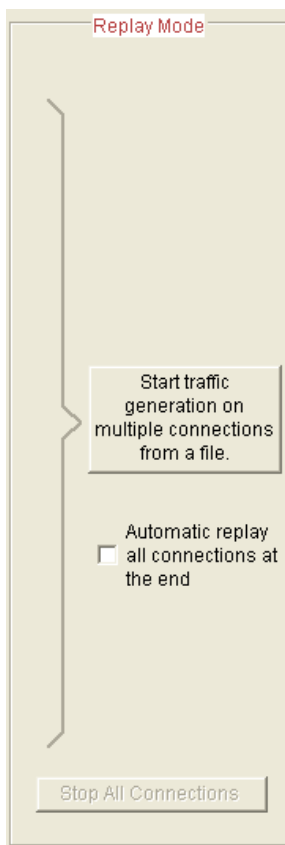 Replay Mode
Start traffic
generation on
multiple connections
from a file.
Automatic replay
all connections at
the end
Stop All Connections